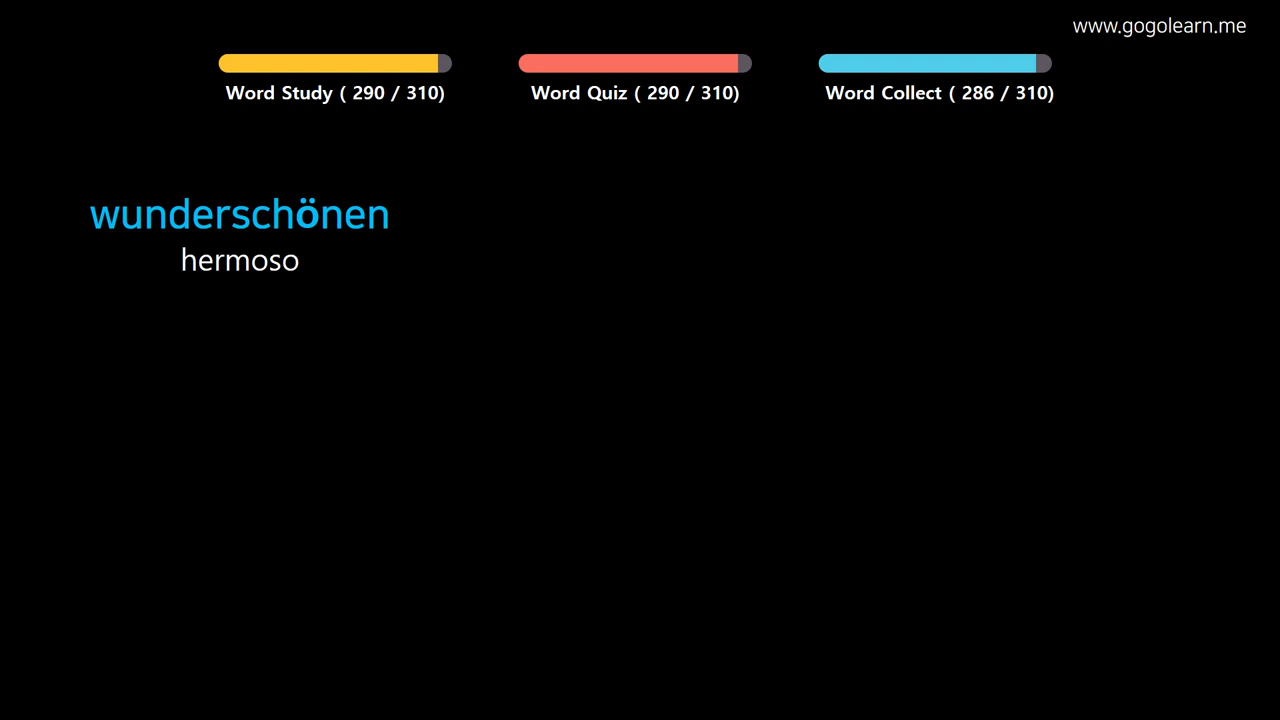 www.gogolearn.me
Word Study ( 290 / 310)
Word Quiz ( 290 / 310)
Word Collect ( 286 / 310)
wunderschönen
hermoso